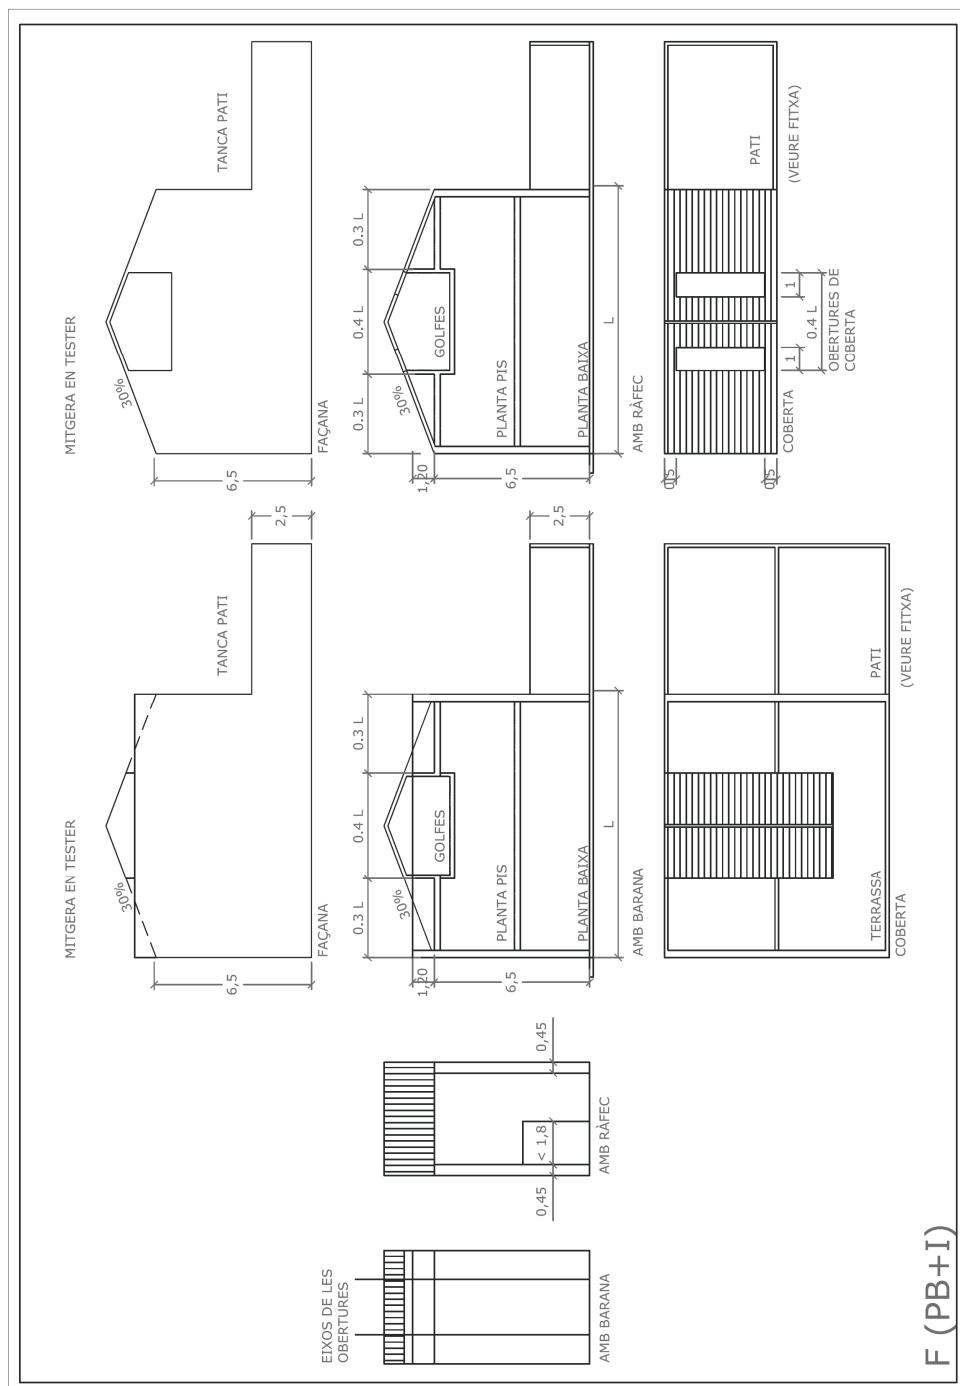 MITGERA EN TESTER
30%
TANCA PATI
6,5
2,5
FAÇANA
MITGERA EN TESTER
30%
TANCA PATI
6,5
FAÇANA
EIXOS DE LES
OBERTURES
AMB BARANA
0,45
< 1,8
0,45
AMB RÀFEC
0.3 L
0.4 L
0.3 L
30%
1,20
GOLFES
PLANTA PIS
6,5
2,5
PLANTA BAIXA
L
AMB BARANA
0.3 L
0.4 L
0.3 L
30%
1,20
GOLFES
PLANTA PIS
6,5
PLANTA BAIXA
L
AMB RÀFEC
TERRASSA
PATI
COBERTA
(VEURE FITXA)
0,5
0,5
PATI
COBERTA
(VEURE FITXA)
1
1
0.4 L
OBERTURES DE
COBERTA
F (PB+I)